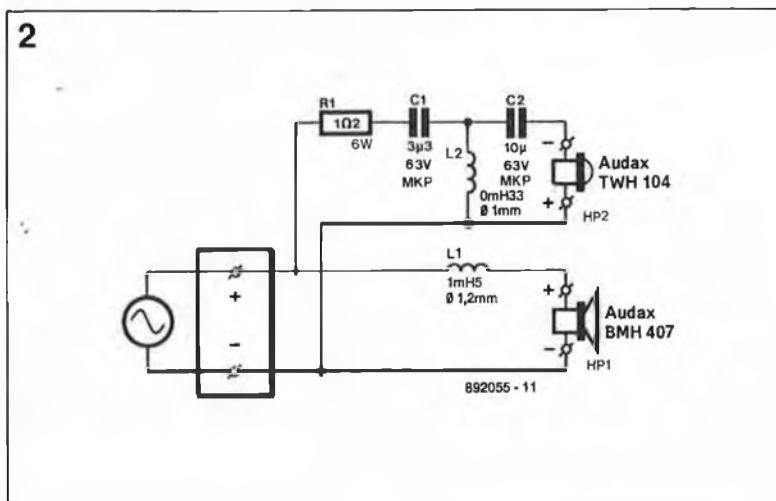 2
R1
1Ω2
6W
C1
3μ3
63V
MKP
L2
0mH33
Ø 1mm
C2
10μ
63V
MKP
−
+
Audax
TWH 104
HP2
L1
1mH5
Ø 1,2mm
+
−
+
−
Audax
BMH 407
HP1
892055 - 11